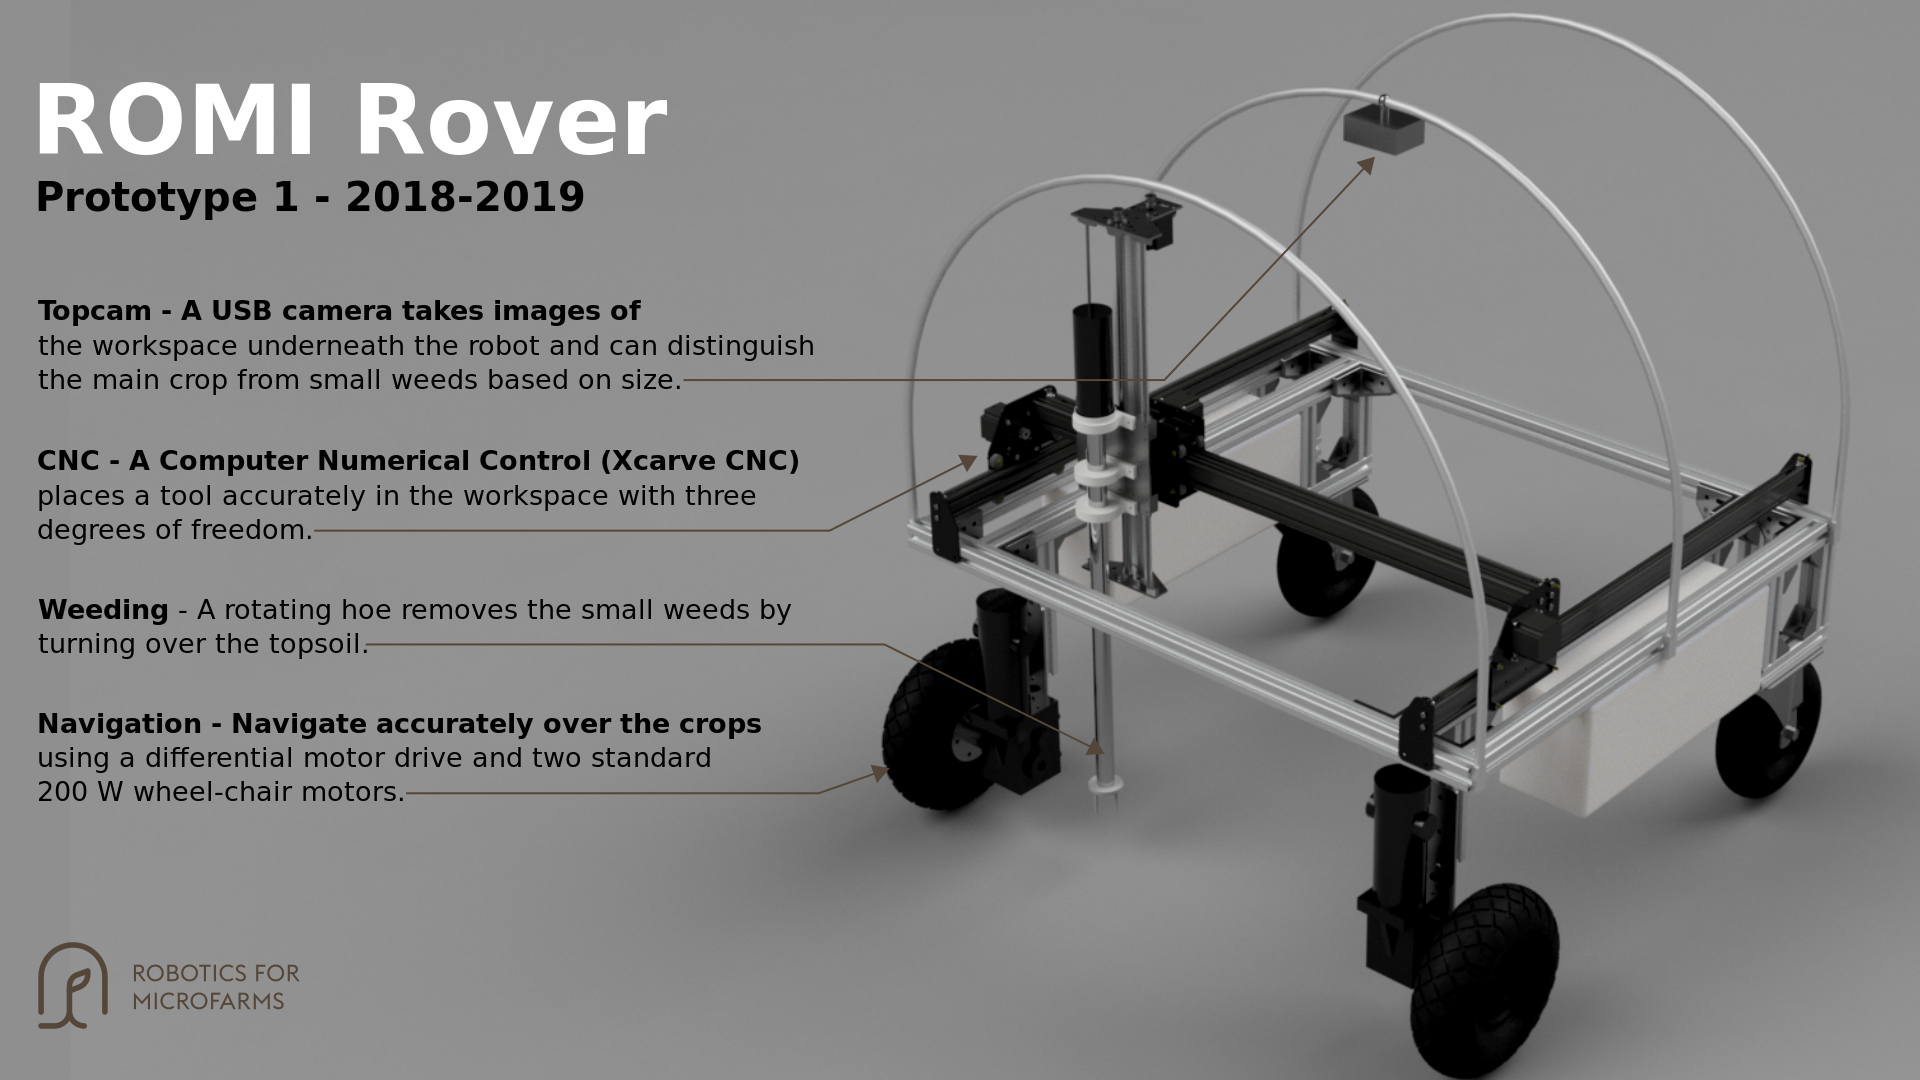 ROMI Rover
Prototype 1 - 2018-2019
Topcam - A USB camera takes images of
the workspace underneath the robot and can distinguish
the main crop from small weeds based on size.
CNC - A Computer Numerical Control (Xcarve CNC)
places a tool accurately in the workspace with three
degrees of freedom.
Weeding - A rotating hoe removes the small weeds by
turning over the topsoil.
Navigation - Navigate accurately over the crops
using a differential motor drive and two standard
200 W wheel-chair motors.
ROBOTICS FOR
MICROFARMS